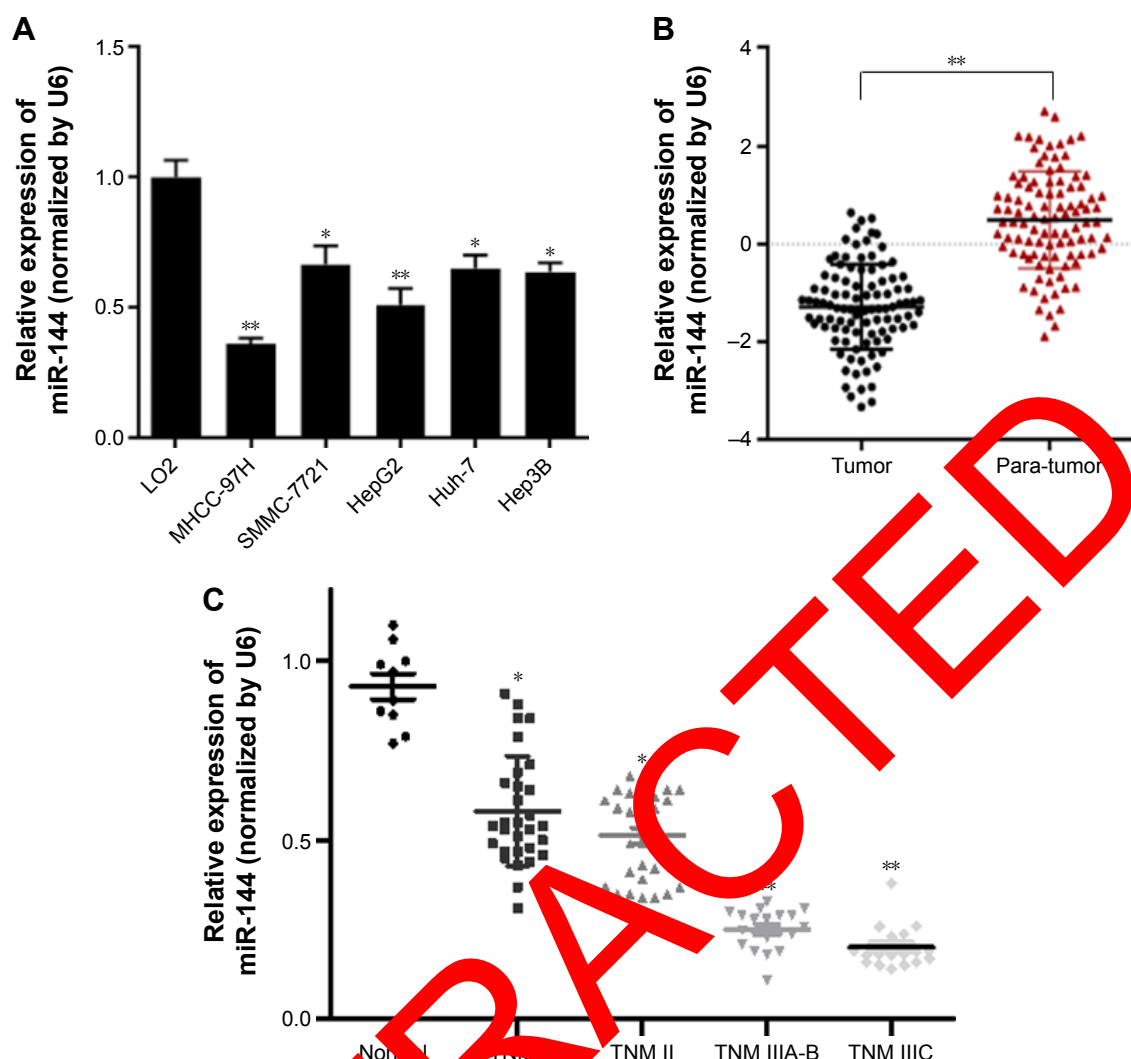 A
Relative expression of
miR-144 (normalized by U6)
1.5
1.0
0.5
0.0
**
*
**
*
*
LO2
MHCC-97H
SMMC-7721
HepG2
Huh-7
Hep3B
B
Relative expression of
miR-144 (normalized by U6)
4
2
0
–2
–4
**
Tumor
Para-tumor
C
Relative expression of
miR-144 (normalized by U6)
1.0
0.5
0.0
*
*
**
TNM II
TNM IIIA-B
TNM IIIC
RACTED